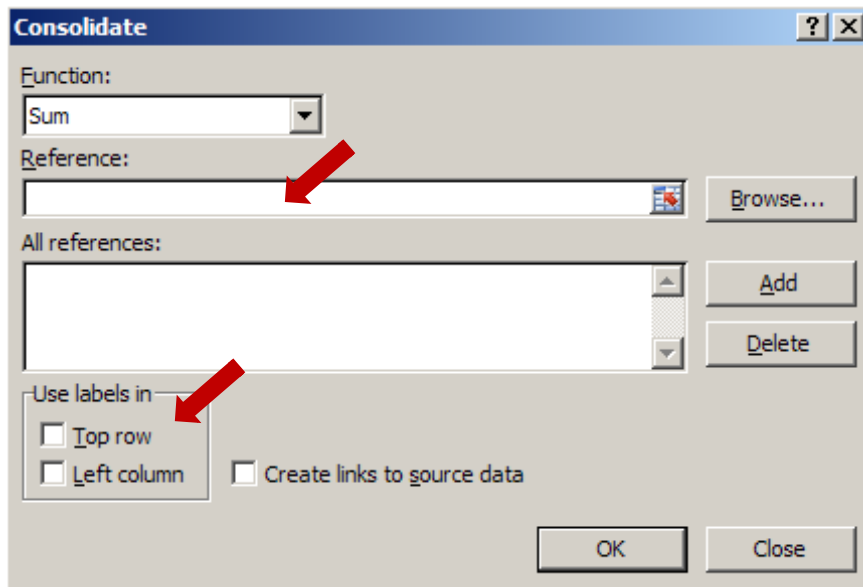 Consolidate
Function:
Sum
Reference:
Browse...
All references:
Add
Delete
Use labels in
Top row
Left column
Create links to source data
OK
Close